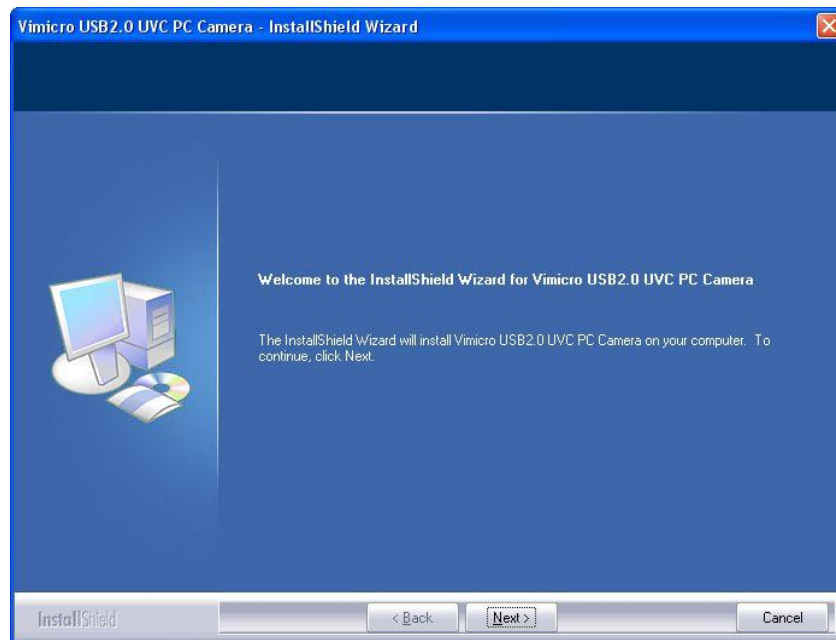 Vimicro USB2.0 UVC PC Camera - InstallShield Wizard
Welcome to the InstallShield Wizard for Vimicro USB2.0 UVC PC Camera
The InstallShield Wizard will install Vimicro USB2.0 UVC PC Camera on your computer. To
continue, click Next.
InstallShield
< Back
Next >
Cancel